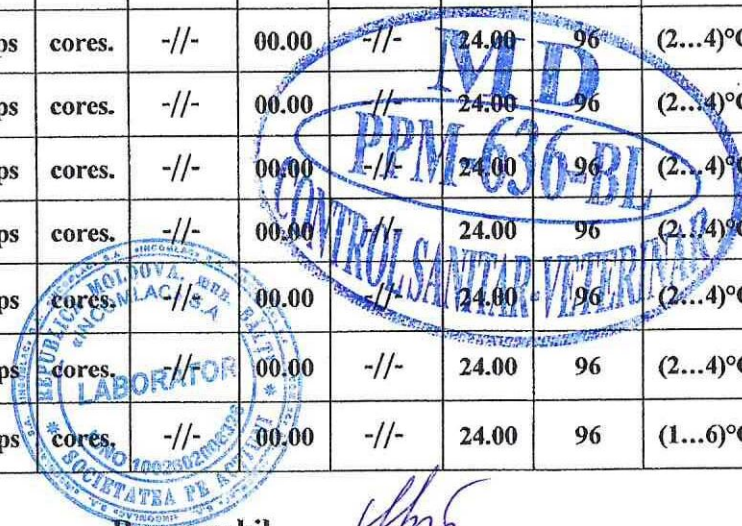 ps cores. -//- 00.00 -//- 24.00 96 (2...4)°C
ps cores. -//- 00.00 -//- 24.00 96 (2...4)°C
ps cores. -//- 00.00 -//- 24.00 96 (2...4)°C
ps cores. -//- 00.00 -//- 24.00 96 (2...4)°C
ps cores. -//- 00.00 -//- 24.00 96 (2...4)°C
ps cores. -//- 00.00 -//- 24.00 96 (2...4)°C
ps cores. -//- 00.00 -//- 24.00 96 (1...6)°C
MD
PPM-636-BL
CONTROL SANITAR-VETERINAR
REPUBLICA MOLDOVA, mun. BALTI
«INCOMLAC» S.A
LABORATOR
SOCIETATEA PE ACTIUNI